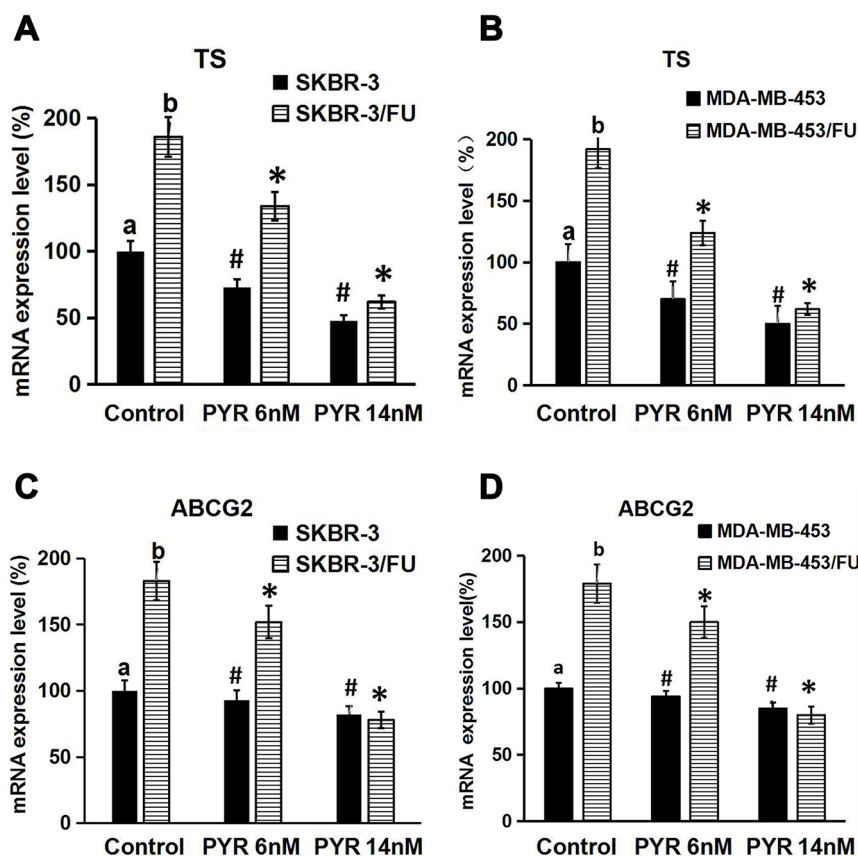 A
TS
SKBR-3
SKBR-3/FU
mRNA expression level (%)
200
150
100
50
0
a
b
#
*
#
*
Control PYR 6nM PYR 14nM
B
TS
MDA-MB-453
MDA-MB-453/FU
mRNA expression level（%）
200
150
100
50
0
a
b
#
*
#
*
Control PYR 6nM PYR 14nM
C
ABCG2
SKBR-3
SKBR-3/FU
mRNA expression level (%)
200
150
100
50
0
a
b
#
*
#
*
Control PYR 6nM PYR 14nM
D
ABCG2
MDA-MB-453
MDA-MB-453/FU
mRNA expression level(%)
200
150
100
50
0
a
b
#
*
#
*
Control PYR 6nM PYR 14nM